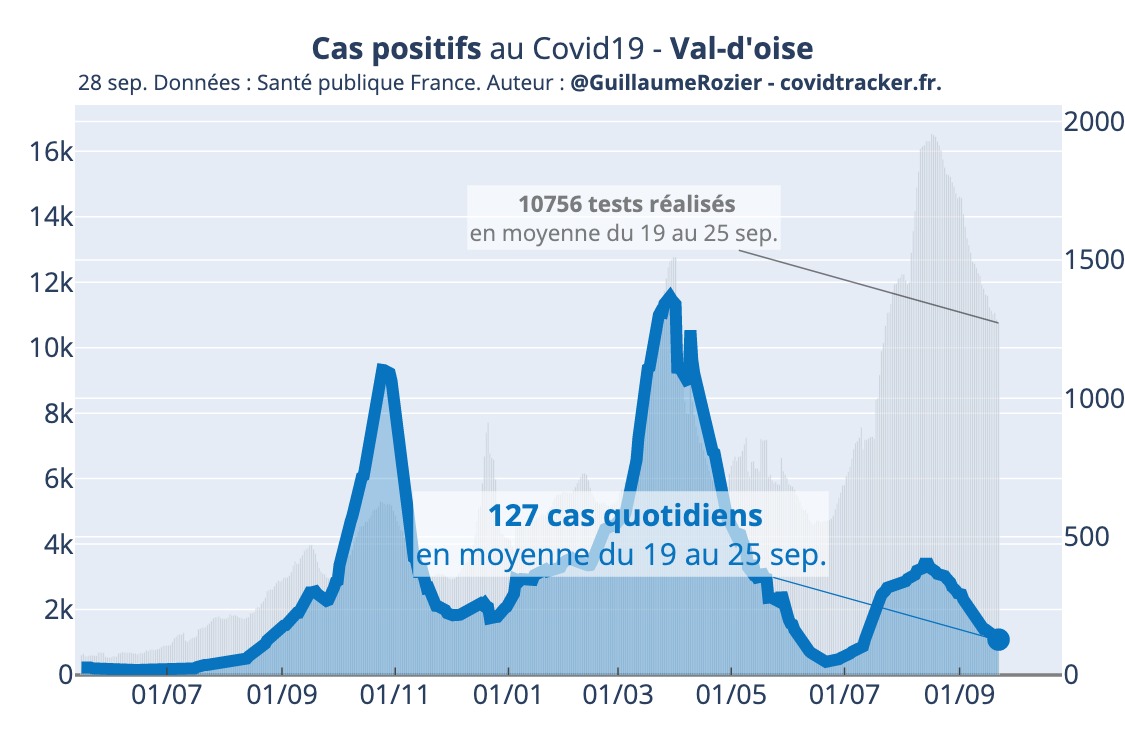 Cas positifs au Covid19 - Val-d'oise
28 sep. Données : Santé publique France. Auteur : @GuillaumeRozier - covidtracker.fr.
2000
16k
10756 tests réalisés
14k
en moyenne du 19 au 25 sep.
1500
12k
10k
1000
8k
6k
127 cas quotidiens
500
4k
en moyenne du 19 au 25 sep.
2k
0
0
01/07 01/09 01/11 01/01 01/03 01/05 01/07 01/09